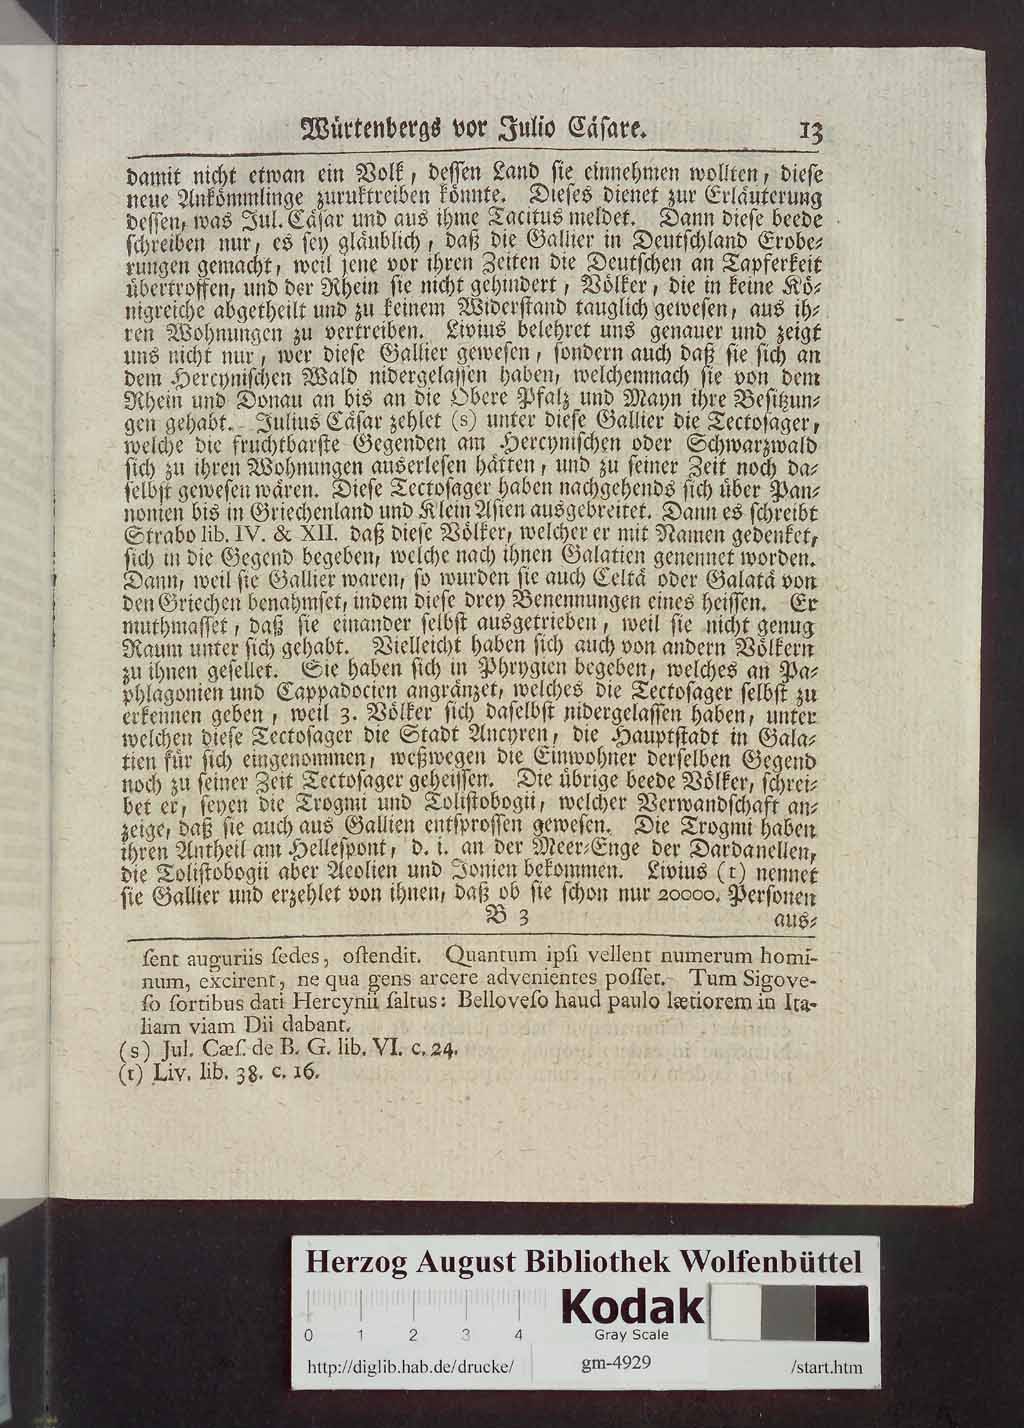 Würtenbergs vor Julio Cäsare. 13
damit nicht etwan ein Volk, dessen Land sie einnehmen wollten, diese
neue Ankömmlinge zuruktreiben könnte. Dieses dienet zur Erläuterung
dessen, was Jul. Cäsar und aus ihme Tacitus meldet. Dann diese beede
schreiben nur, es sey gläublich, daß die Gallier in Deutschland Erobe-
rungen gemacht, weil jene vor ihren Zeiten die Deutschen an Tapferkeit
übertroffen, und der Rhein sie nicht gehindert, Völker, die in keine Kö-
nigreiche abgetheilt und zu keinem Widerstand tauglich gewesen, aus ih-
ren Wohnungen zu vertreiben. Livius belehret uns genauer und zeigt
uns nicht nur, wer diese Gallier gewesen, sondern auch daß sie sich an
dem Hercynischen Wald nidergelassen haben, welchemnach sie von dem
Rhein und Donau an bis an die Obere Pfalz und Mayn ihre Besitzun-
gen gehabt. Julius Cäsar zehlet (s) unter diese Gallier die Tectosager,
welche die fruchtbarste Gegenden am Hercynischen oder Schwarzwald
sich zu ihren Wohnungen auserlesen hätten, und zu seiner Zeit noch da-
selbst gewesen wären. Diese Tectosager haben nachgehends sich über Pan-
nonien bis in Griechenland und Klein Asien ausgebreitet. Dann es schreibt
Strabo lib. IV. & XII. daß diese Völker, welcher er mit Namen gedenket,
sich in die Gegend begeben, welche nach ihnen Galatien genennet worden.
Dann, weil sie Gallier waren, so wurden sie auch Celtä oder Galatä von
den Griechen benahmset, indem diese drey Benennungen eines heissen. Er
muthmasset, daß sie einander selbst ausgetrieben, weil sie nicht genug
Raum unter sich gehabt. Vielleicht haben sich auch von andern Völkern
zu ihnen gesellet. Sie haben sich in Phrygien begeben, welches an Pa-
phlagonien und Cappadocien angränzet, welches die Tectosager selbst zu
erkennen geben, weil 3. Völker sich daselbst nidergelassen haben, unter
welchen diese Tectosager die Stadt Ancyren, die Hauptstadt in Gala-
tien für sich eingenommen, weßwegen die Einwohner derselben Gegend
noch zu seiner Zeit Tectosager geheissen. Die übrige beede Völker, schrei-
bet er, seyen die Trogmi und Tolistobogii, welcher Verwandschaft an-
zeige, daß sie auch aus Gallien entsprossen gewesen. Die Trogmi haben
ihren Antheil am Hellespont, d. i. an der Meer-Enge der Dardanellen,
die Tolistobogii aber Aeolien und Jonien bekommen. Livius (t) nennet
sie Gallier und erzehlet von ihnen, daß ob sie schon nur 20000. Personen
B 3 aus-
sent auguriis sedes, ostendit. Quantum ipsi vellent numerum homi-
num, excirent, ne qua gens arcere advenientes posset. Tum Sigove-
so sortibus dati Hercynii saltus: Belloveso haud paulo lætiorem in Ita-
liam viam Dii dabant.
(s) Jul. Cæs. de B. G. lib. VI. c. 24.
(t) Liv. lib. 38. c. 16.
Herzog August Bibliothek Wolfenbüttel
Kodak
Gray Scale
0 1 2 3 4
http://diglib.hab.de/drucke/ gm-4929 /start.htm